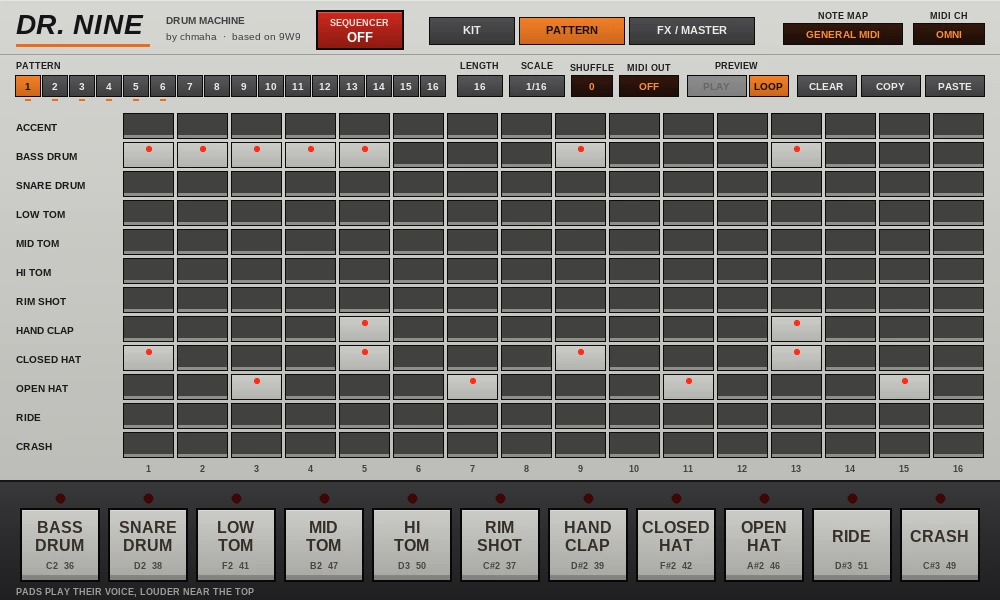 DR. NINE
DRUM MACHINE
by chmaha · based on 9W9
SEQUENCER
OFF
KIT
PATTERN
FX / MASTER
NOTE MAP
GENERAL MIDI
MIDI CH
OMNI
PATTERN
1 2 3 4 5 6 7 8 9 10 11 12 13 14 15 16
LENGTH
16
SCALE
1/16
SHUFFLE
0
MIDI OUT
OFF
PREVIEW
PLAY LOOP
CLEAR COPY PASTE
ACCENT
BASS DRUM
SNARE DRUM
LOW TOM
MID TOM
HI TOM
RIM SHOT
HAND CLAP
CLOSED HAT
OPEN HAT
RIDE
CRASH
1 2 3 4 5 6 7 8 9 10 11 12 13 14 15 16
BASS
DRUM
C2 36
SNARE
DRUM
D2 38
LOW
TOM
F2 41
MID
TOM
B2 47
HI
TOM
D3 50
RIM
SHOT
C#2 37
HAND
CLAP
D#2 39
CLOSED
HAT
F#2 42
OPEN
HAT
A#2 46
RIDE
D#3 51
CRASH
C#3 49
PADS PLAY THEIR VOICE, LOUDER NEAR THE TOP